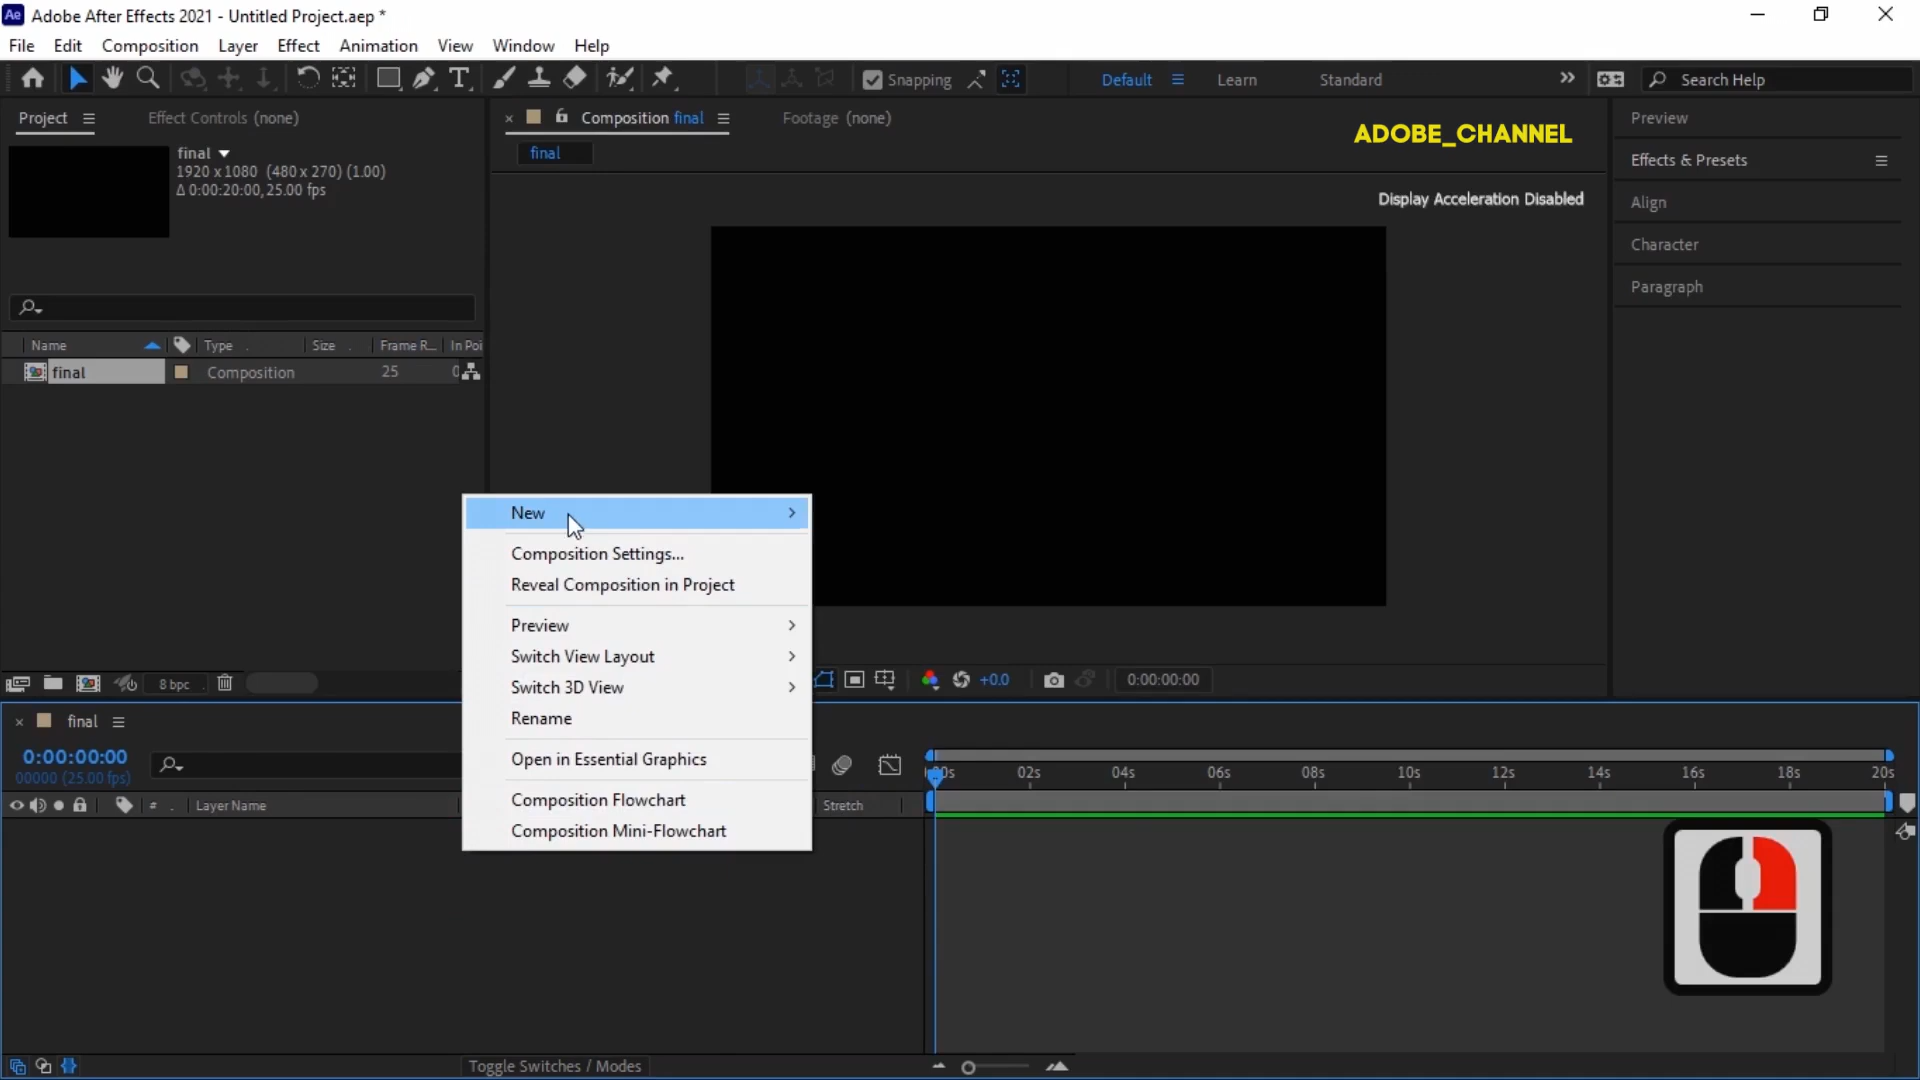 Ae Adobe After Effects 2021 - Untitled Project.aep *
File Edit Composition Layer Effect Animation View Window Help
Snapping Default Learn Standard Search Help
Project Effect Controls (none)
final
1920 x 1080 (480 x 270) (1.00)
Δ 0:00:20:00, 25.00 fps
Name Type Size Frame R... In Poi
final Composition 25 0
8 bpc
Composition final Footage (none)
final
ADOBE_CHANNEL
Display Acceleration Disabled
Preview
Effects & Presets
Align
Character
Paragraph
New
Composition Settings...
Reveal Composition in Project
Preview
Switch View Layout
Switch 3D View
Rename
Open in Essential Graphics
Composition Flowchart
Composition Mini-Flowchart
+0.0 0:00:00:00
final
0:00:00:00
00000 (25.00 fps)
# Layer Name Stretch
02s 04s 06s 08s 10s 12s 14s 16s 18s 20s
Toggle Switches / Modes